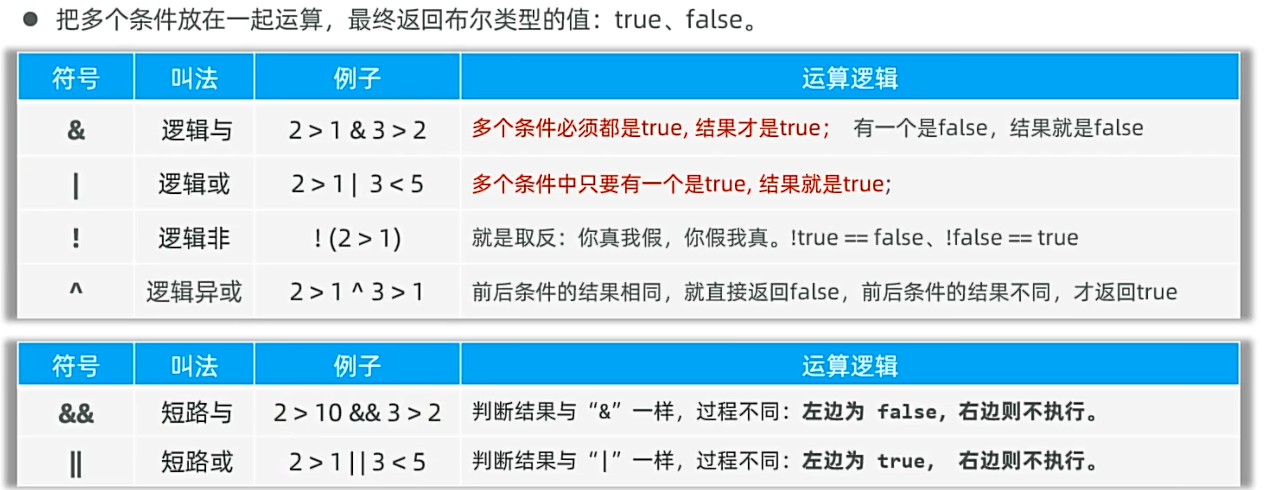 ● 把多个条件放在一起运算，最终返回布尔类型的值：true、false。
符号 叫法 例子 运算逻辑
& 逻辑与 2 > 1 & 3 > 2 多个条件必须都是true, 结果才是true； 有一个是false，结果就是false
| 逻辑或 2 > 1 | 3 < 5 多个条件中只要有一个是true, 结果就是true;
! 逻辑非 ! (2 > 1) 就是取反：你真我假，你假我真。!true == false、!false == true
^ 逻辑异或 2 > 1 ^ 3 > 1 前后条件的结果相同，就直接返回false，前后条件的结果不同，才返回true
符号 叫法 例子 运算逻辑
&& 短路与 2 > 10 && 3 > 2 判断结果与“&”一样，过程不同：左边为 false，右边则不执行。
|| 短路或 2 > 1 || 3 < 5 判断结果与“|”一样，过程不同：左边为 true， 右边则不执行。